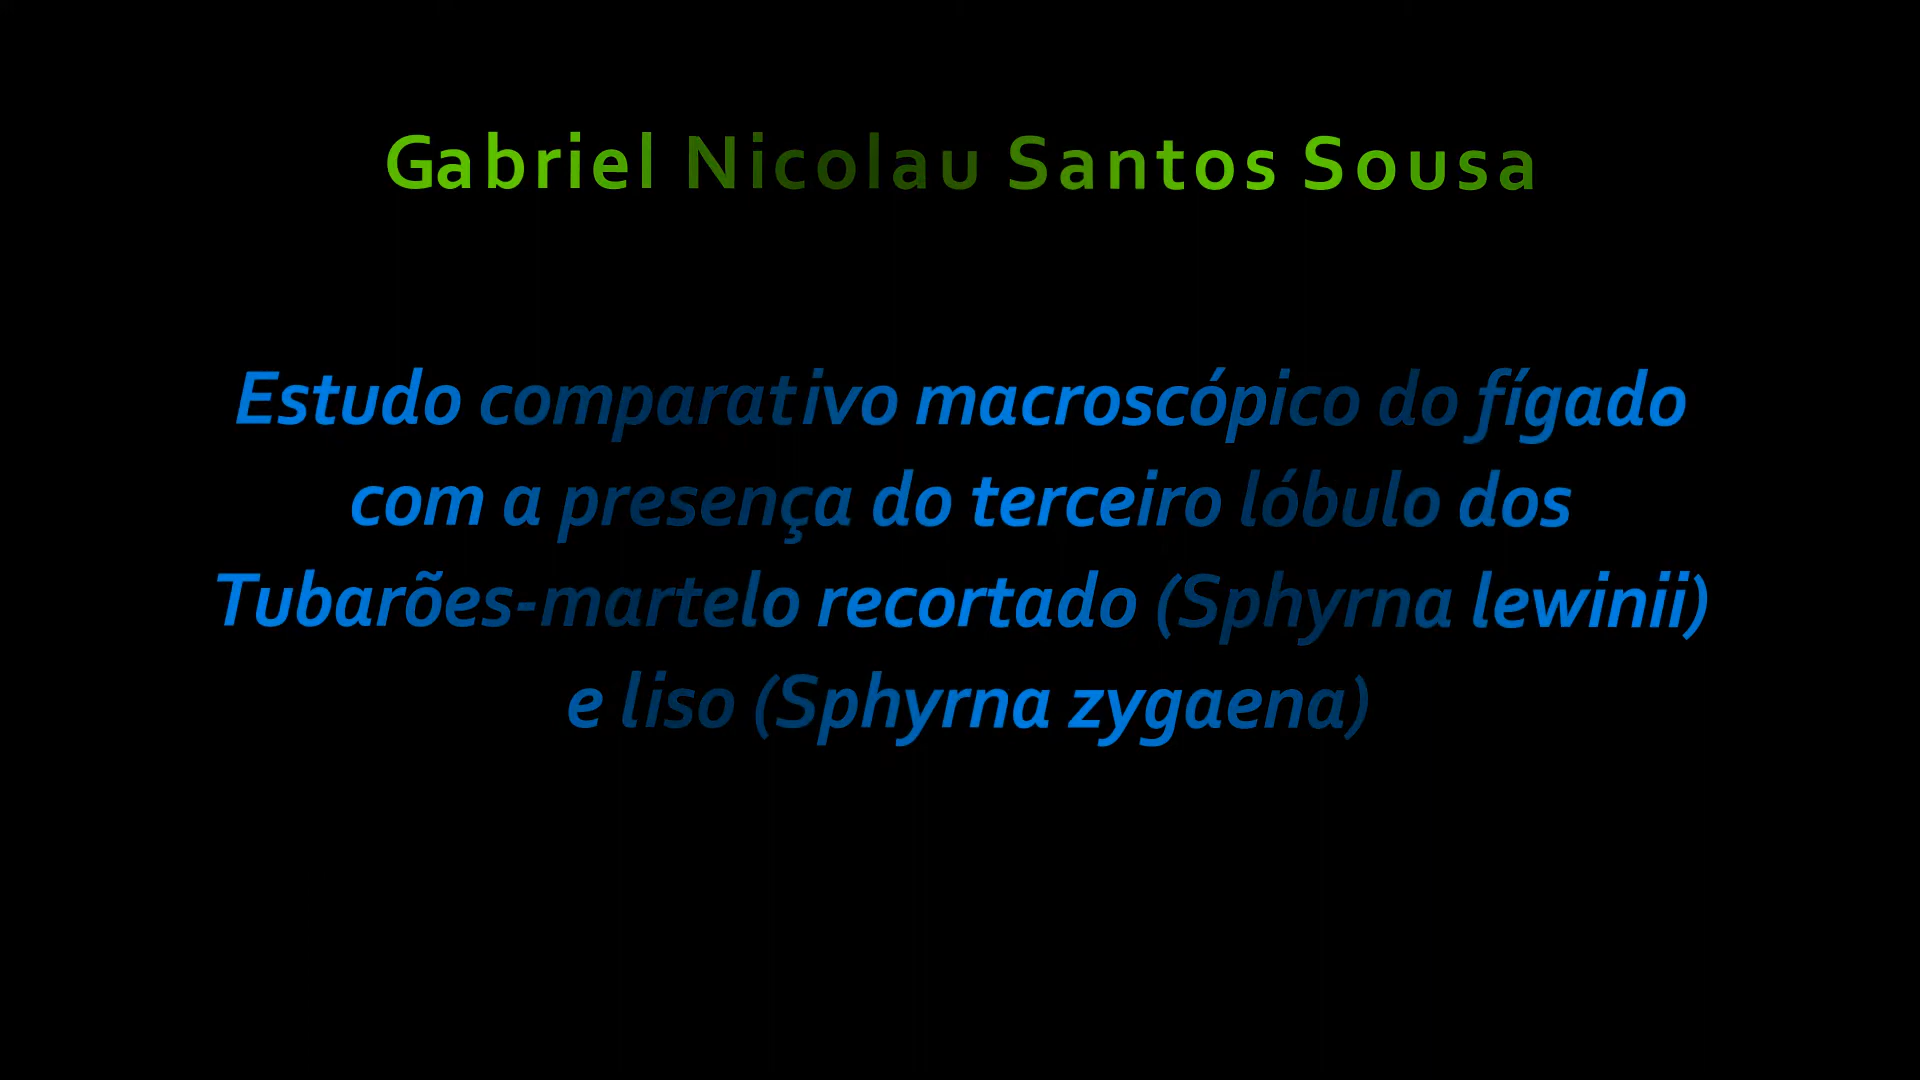 Gabriel Nicolau Santos Sousa
Estudo comparativo macroscópico do fígado
com a presença do terceiro lóbulo dos
Tubarões-martelo recortado (Sphyrna lewinii)
e liso (Sphyrna zygaena)